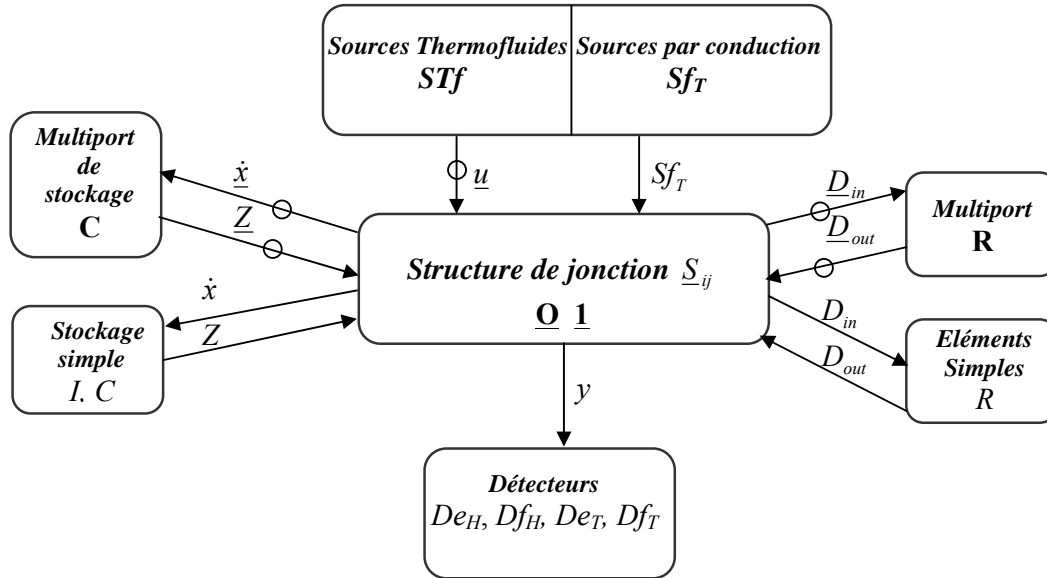 Sources Thermofluides
STf
Sources par conduction
Sf_T
Multiport
de
stockage
C
ẋ
Z
u
Sf_T
D_in
D_out
Multiport
R
Structure de jonction S_ij
O 1
ẋ
Z
Stockage
simple
I, C
D_in
D_out
Eléments
Simples
R
y
Détecteurs
De_H, Df_H, De_T, Df_T